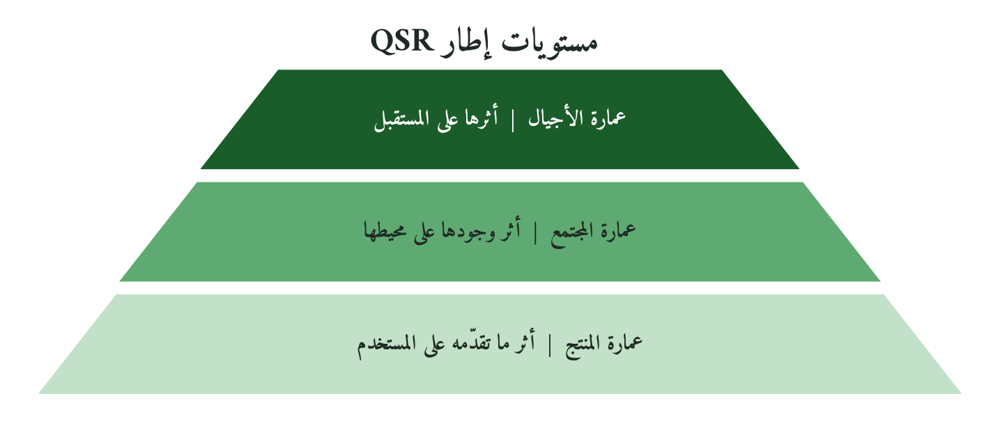 مستويات إطار QSR
عمارة الأجيال | أثرها على المستقبل
عمارة المجتمع | أثر وجودها على محيطها
عمارة المنتج | أثر ما تقدّمه على المستخدم